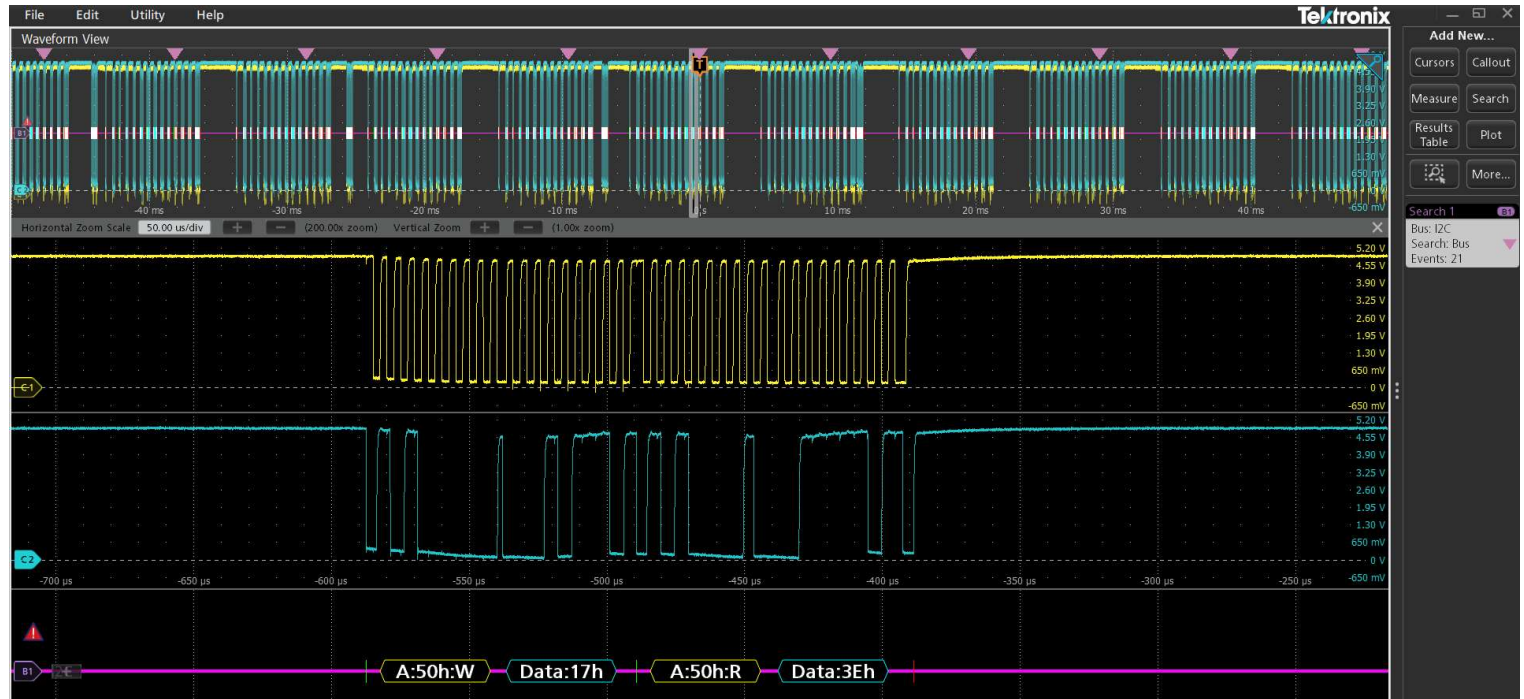 File Edit Utility Help
Tektronix
Waveform View
Add New...
Cursors Callout
Measure Search
Results Table Plot
More...
Search 1 B1
Bus: I2C
Search: Bus
Events: 21
T
3.90 V
3.25 V
2.60 V
1.95 V
1.30 V
650 mV
-650 mV
B1
C2
-40 ms -30 ms -20 ms -10 ms 10 ms 20 ms 30 ms 40 ms
Horizontal Zoom Scale 50.00 us/div + − (200.00x zoom) Vertical Zoom + − (1.00x zoom)
5.20 V
4.55 V
3.90 V
3.25 V
2.60 V
1.95 V
1.30 V
650 mV
C1 0 V
-650 mV
5.20 V
4.55 V
3.90 V
3.25 V
2.60 V
1.95 V
1.30 V
650 mV
C2 0 V
-650 mV
-700 µs -650 µs -600 µs -550 µs -500 µs -450 µs -400 µs -350 µs -300 µs -250 µs
B1 A:50h:W Data:17h A:50h:R Data:3Eh